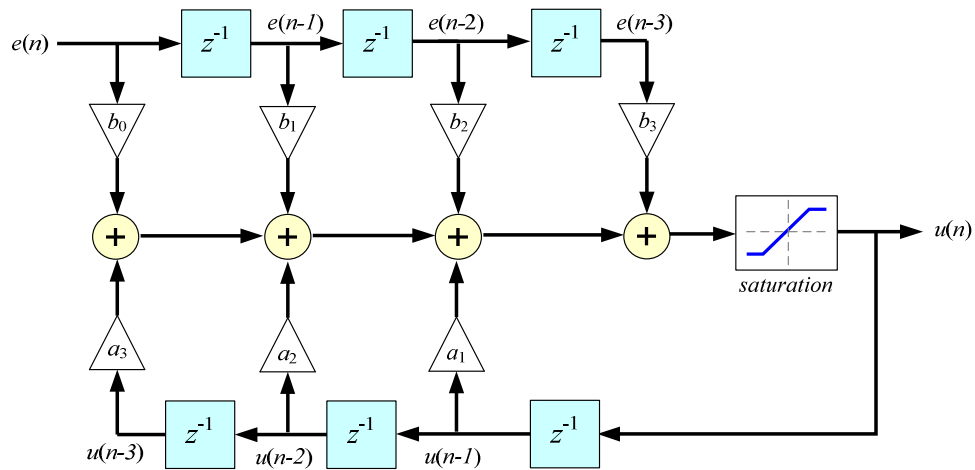 e(n)
z⁻¹
e(n-1)
z⁻¹
e(n-2)
z⁻¹
e(n-3)
b₀
b₁
b₂
b₃
+
+
+
+
u(n)
saturation
a₃
a₂
a₁
u(n-3)
z⁻¹
u(n-2)
z⁻¹
u(n-1)
z⁻¹